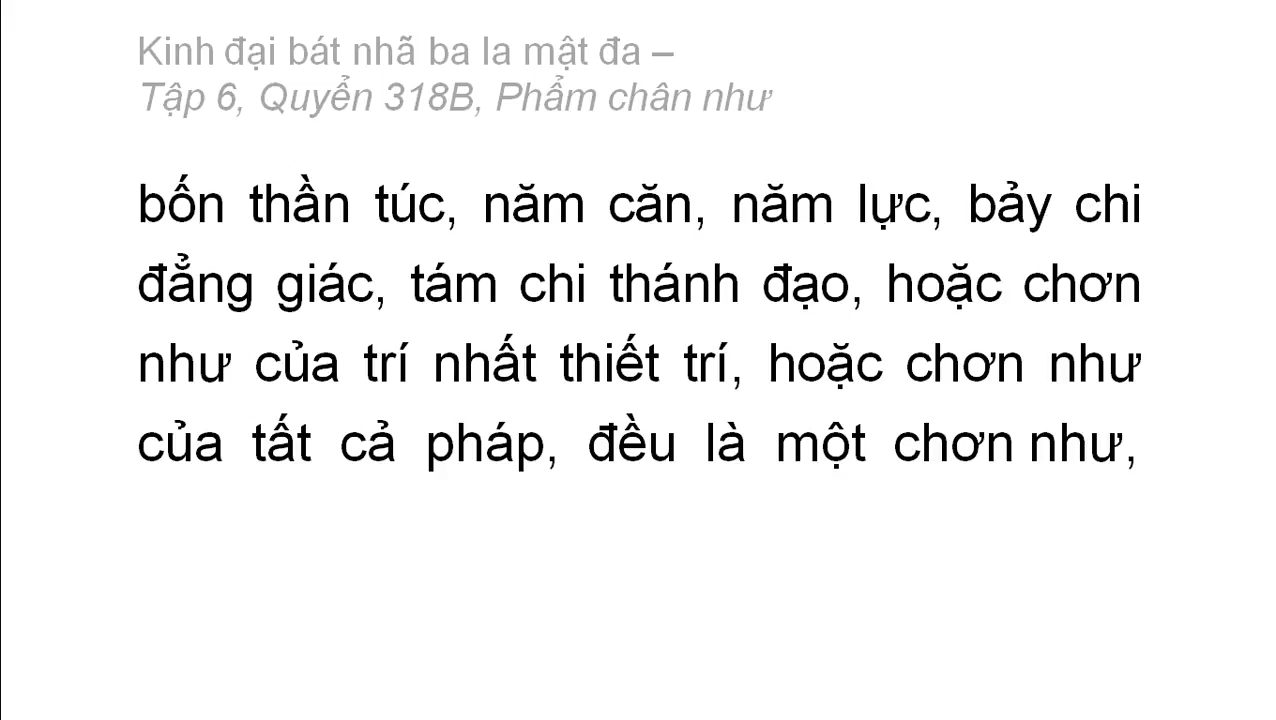 Kinh đại bát nhã ba la mật đa –
Tập 6, Quyển 318B, Phẩm chân như
bốn thần túc, năm căn, năm lực, bảy chi
đẳng giác, tám chi thánh đạo, hoặc chơn
như của trí nhất thiết trí, hoặc chơn như
của tất cả pháp, đều là một chơn như,